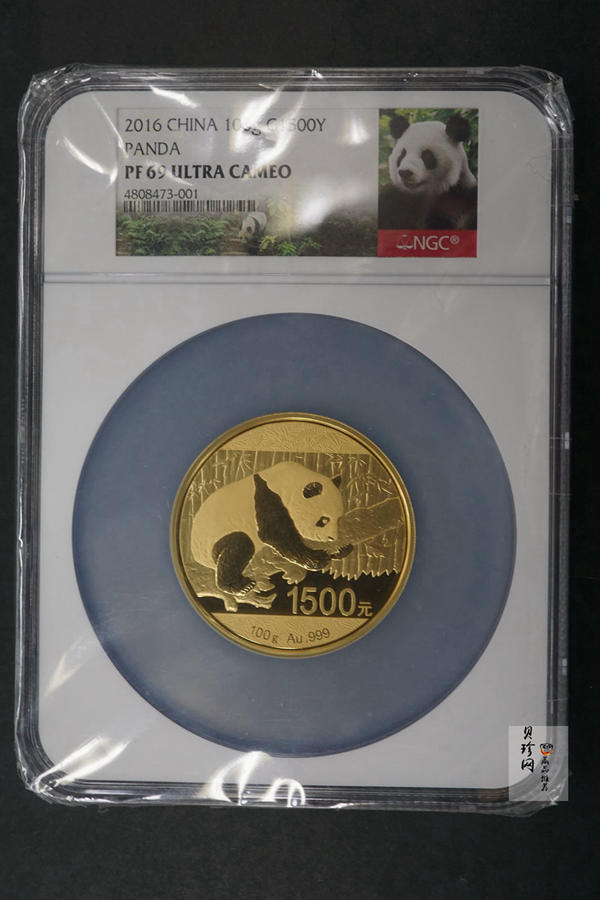 2016 CHINA 100g G1500Y
PANDA
PF 69 ULTRA CAMEO
4808473-001
NGC®
1500元
100g Au.999
贝珍网